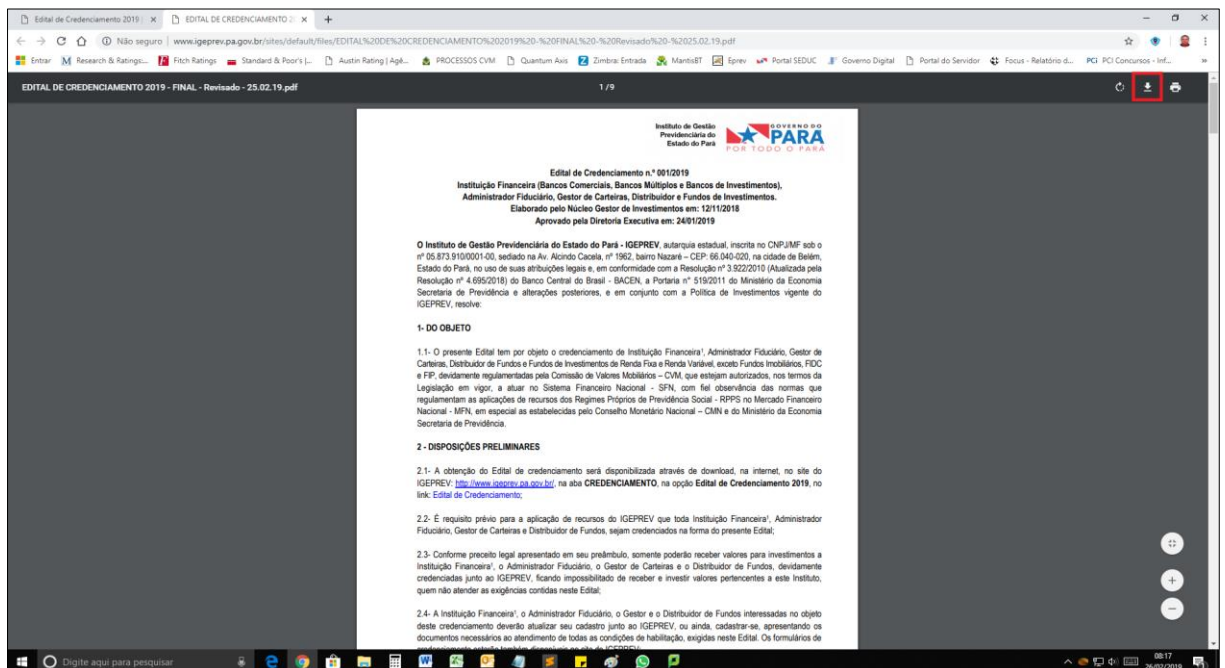 Edital de Credenciamento 2019 |
EDITAL DE CREDENCIAMENTO 2
Não seguro | www.igeprev.pa.gov.br/sites/default/files/EDITAL%20DE%20CREDENCIAMENTO%202019%20-%20FINAL%20-%20Revisado%20-%2025.02.19.pdf
Entrar Research & Ratings... Fitch Ratings Standard & Poor's |... Austin Rating | Agê... PROCESSOS CVM Quantum Axis Zimbra: Entrada MantisBT Eprev Portal SEDUC Governo Digital Portal do Servidor Focus - Relatório d... PCI PCI Concursos - Inf...
EDITAL DE CREDENCIAMENTO 2019 - FINAL - Revisado - 25.02.19.pdf 1 / 9
Instituto de Gestão
Previdenciária do
Estado do Pará
GOVERNO DO
PARÁ
POR TODO O PARÁ
Edital de Credenciamento n.º 001/2019
Instituição Financeira (Bancos Comerciais, Bancos Múltiplos e Bancos de Investimentos),
Administrador Fiduciário, Gestor de Carteiras, Distribuidor e Fundos de Investimentos.
Elaborado pelo Núcleo Gestor de Investimentos em: 12/11/2018
Aprovado pela Diretoria Executiva em: 24/01/2019
O Instituto de Gestão Previdenciária do Estado do Pará - IGEPREV, autarquia estadual, inscrita no CNPJ/MF sob o
nº 05.873.910/0001-00, sediado na Av. Alcindo Cacela, nº 1962, bairro Nazaré – CEP: 66.040-020, na cidade de Belém,
Estado do Pará, no uso de suas atribuições legais e, em conformidade com a Resolução nº 3.922/2010 (Atualizada pela
Resolução nº 4.695/2018) do Banco Central do Brasil - BACEN, a Portaria n° 519/2011 do Ministério da Economia
Secretaria de Previdência e alterações posteriores, e em conjunto com a Política de Investimentos vigente do
IGEPREV, resolve:
1- DO OBJETO
1.1- O presente Edital tem por objeto o credenciamento de Instituição Financeira¹, Administrador Fiduciário, Gestor de
Carteiras, Distribuidor de Fundos e Fundos de Investimentos de Renda Fixa e Renda Variável, exceto Fundos Imobiliários, FIDC
e FIP, devidamente regulamentadas pela Comissão de Valores Mobiliários – CVM, que estejam autorizados, nos termos da
Legislação em vigor, a atuar no Sistema Financeiro Nacional - SFN, com fiel observância das normas que
regulamentam as aplicações de recursos dos Regimes Próprios de Previdência Social - RPPS no Mercado Financeiro
Nacional - MFN, em especial as estabelecidas pelo Conselho Monetário Nacional – CMN e do Ministério da Economia
Secretaria de Previdência.
2 - DISPOSIÇÕES PRELIMINARES
2.1- A obtenção do Edital de credenciamento será disponibilizada através de download, na internet, no site do
IGEPREV: http://www.igeprev.pa.gov.br/, na aba CREDENCIAMENTO, na opção Edital de Credenciamento 2019, no
link: Edital de Credenciamento;
2.2- É requisito prévio para a aplicação de recursos do IGEPREV que toda Instituição Financeira¹, Administrador
Fiduciário, Gestor de Carteiras e Distribuidor de Fundos, sejam credenciados na forma do presente Edital;
2.3- Conforme preceito legal apresentado em seu preâmbulo, somente poderão receber valores para investimentos a
Instituição Financeira¹, o Administrador Fiduciário, o Gestor de Carteiras e o Distribuidor de Fundos, devidamente
credenciadas junto ao IGEPREV, ficando impossibilitado de receber e investir valores pertencentes a este Instituto,
quem não atender as exigências contidas neste Edital;
2.4- A Instituição Financeira¹, o Administrador Fiduciário, o Gestor e o Distribuidor de Fundos interessadas no objeto
deste credenciamento deverão atualizar seu cadastro junto ao IGEPREV, ou ainda, cadastrar-se, apresentando os
documentos necessários ao atendimento de todas as condições de habilitação, exigidas neste Edital. Os formulários de
credenciamento estarão também disponíveis no site do IGEPREV;
Digite aqui para pesquisar
08:17
26/02/2019